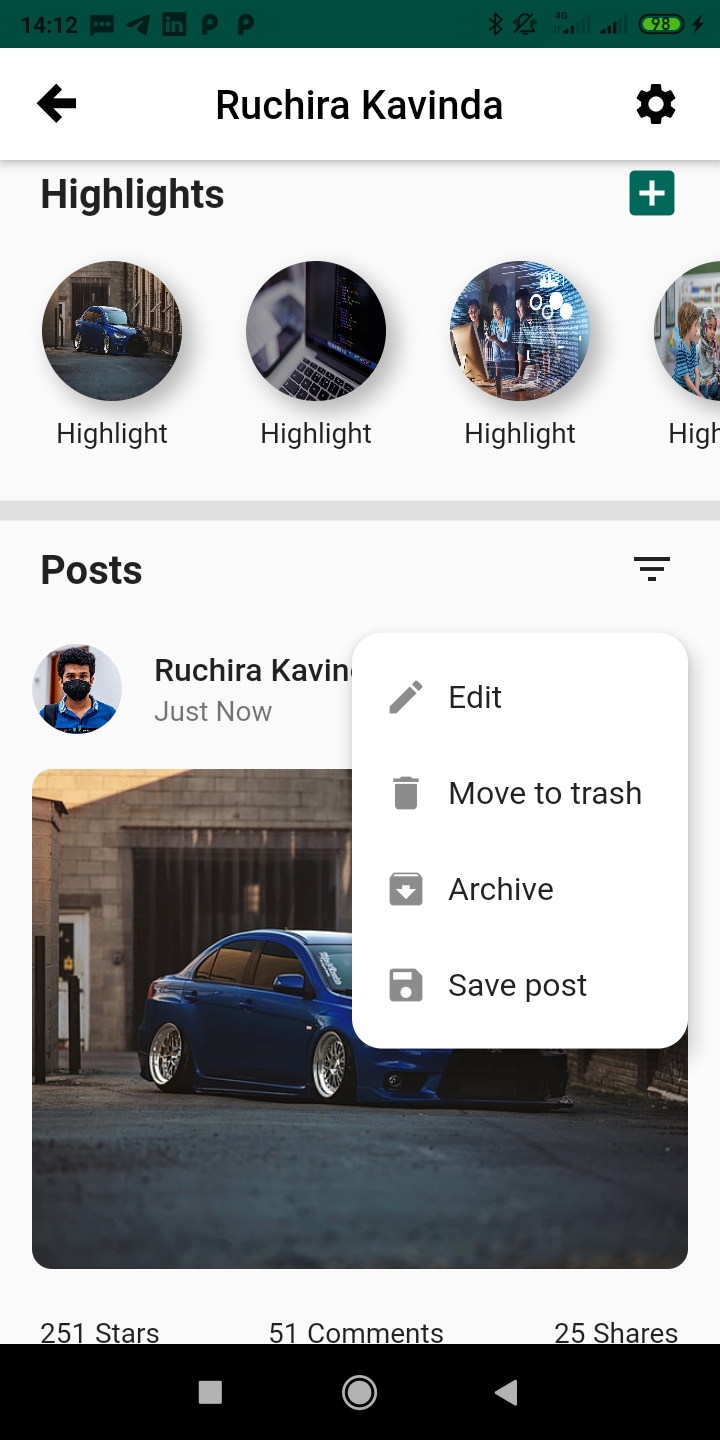 14:12
4G
98
Ruchira Kavinda
Highlights
Highlight
Highlight
Highlight
High
Posts
Ruchira Kavin
Just Now
Edit
Move to trash
Archive
Save post
251 Stars
51 Comments
25 Shares